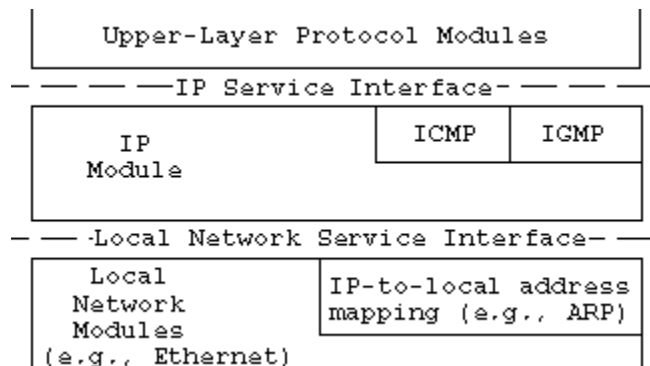 Upper-Layer Protocol Modules
IP Service Interface
IP
Module
ICMP
IGMP
Local Network Service Interface
Local
Network
Modules
(e.g., Ethernet)
IP-to-local address
mapping (e.g., ARP)